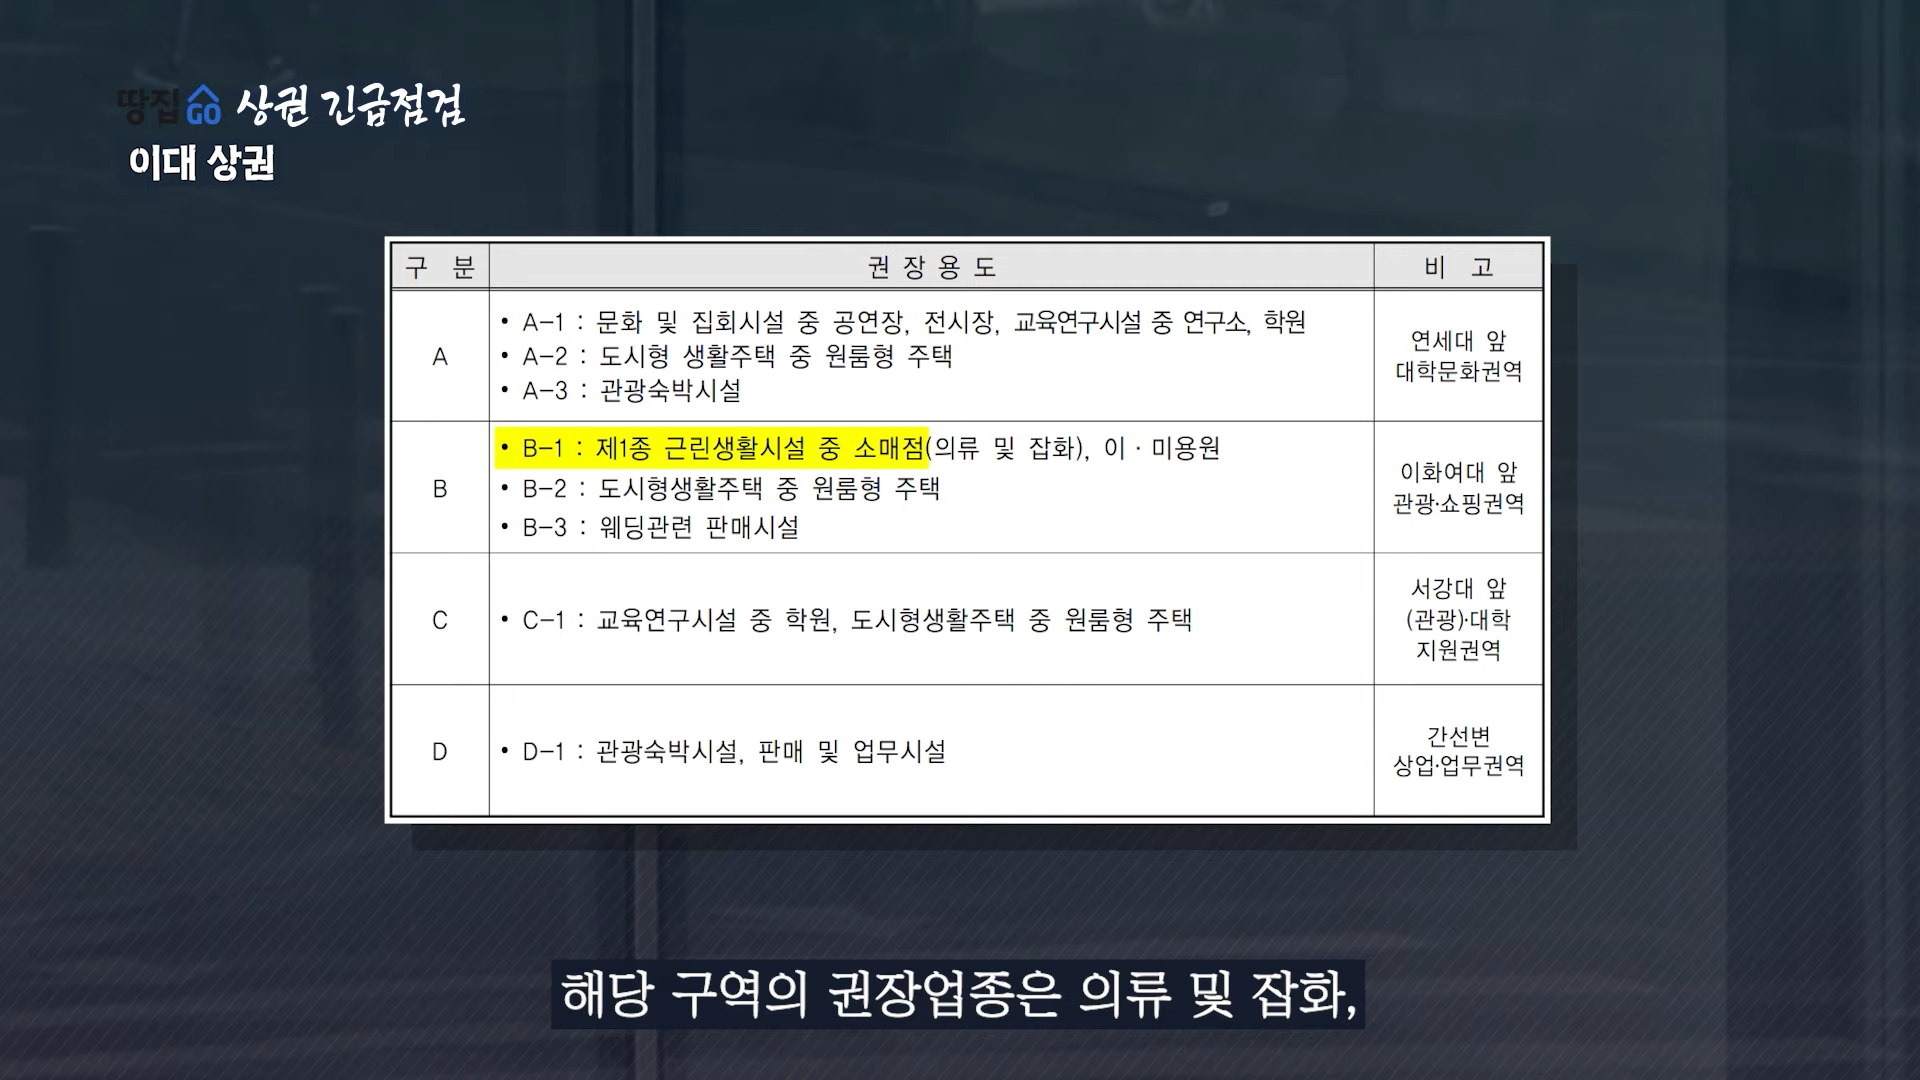 땅집GO 상권 긴급점검
이대 상권
구 분
권 장 용 도
비 고
A
• A-1 : 문화 및 집회시설 중 공연장, 전시장, 교육연구시설 중 연구소, 학원
• A-2 : 도시형 생활주택 중 원룸형 주택
• A-3 : 관광숙박시설
연세대 앞
대학문화권역
B
• B-1 : 제1종 근린생활시설 중 소매점(의류 및 잡화), 이 · 미용원
• B-2 : 도시형생활주택 중 원룸형 주택
• B-3 : 웨딩관련 판매시설
이화여대 앞
관광·쇼핑권역
C
• C-1 : 교육연구시설 중 학원, 도시형생활주택 중 원룸형 주택
서강대 앞
(관광)·대학
지원권역
D
• D-1 : 관광숙박시설, 판매 및 업무시설
간선변
상업·업무권역
해당 구역의 권장업종은 의류 및 잡화,